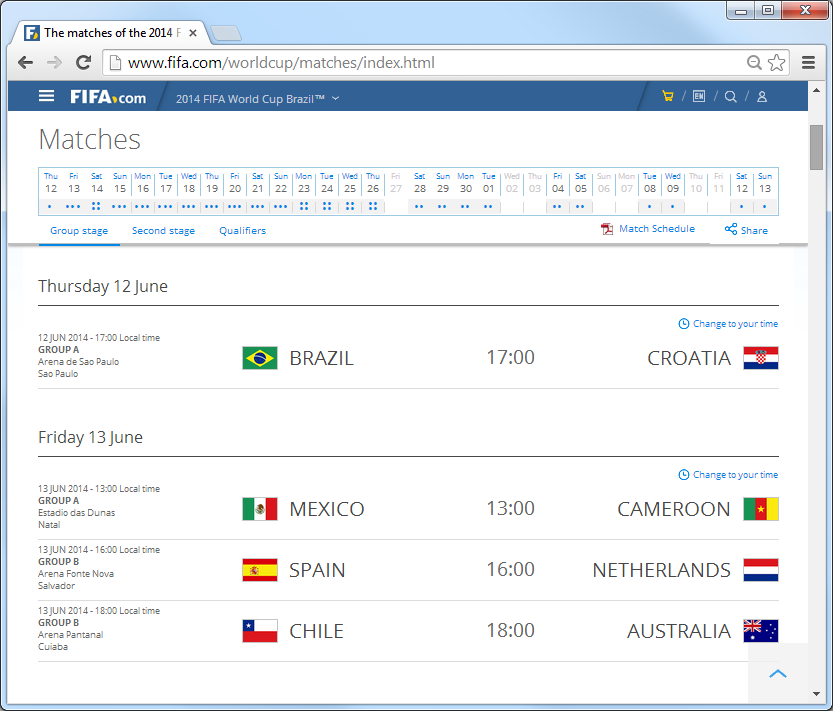 The matches of the 2014 F
www.fifa.com/worldcup/matches/index.html
FIFA.com 2014 FIFA World Cup Brazil™ EN
Matches
Thu Fri Sat Sun Mon Tue Wed Thu Fri Sat Sun Mon Tue Wed Thu Fri Sat Sun Mon Tue Wed Thu Fri Sat Sun Mon Tue Wed Thu Fri Sat Sun
12 13 14 15 16 17 18 19 20 21 22 23 24 25 26 27 28 29 30 01 02 03 04 05 06 07 08 09 10 11 12 13
Group stage Second stage Qualifiers Match Schedule Share
Thursday 12 June
Change to your time
12 JUN 2014 - 17:00 Local time
GROUP A
Arena de Sao Paulo
Sao Paulo
BRAZIL 17:00 CROATIA
Friday 13 June
Change to your time
13 JUN 2014 - 13:00 Local time
GROUP A
Estadio das Dunas
Natal
MEXICO 13:00 CAMEROON
13 JUN 2014 - 16:00 Local time
GROUP B
Arena Fonte Nova
Salvador
SPAIN 16:00 NETHERLANDS
13 JUN 2014 - 18:00 Local time
GROUP B
Arena Pantanal
Cuiaba
CHILE 18:00 AUSTRALIA